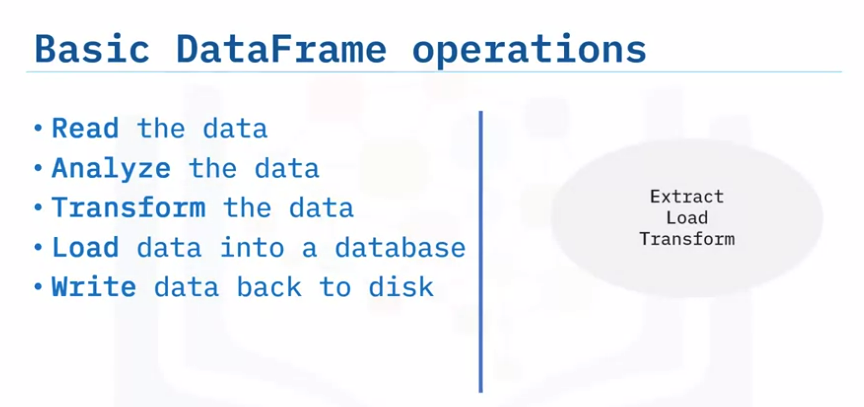 Basic DataFrame operations
• Read the data
• Analyze the data
• Transform the data
• Load data into a database
• Write data back to disk
Extract
Load
Transform